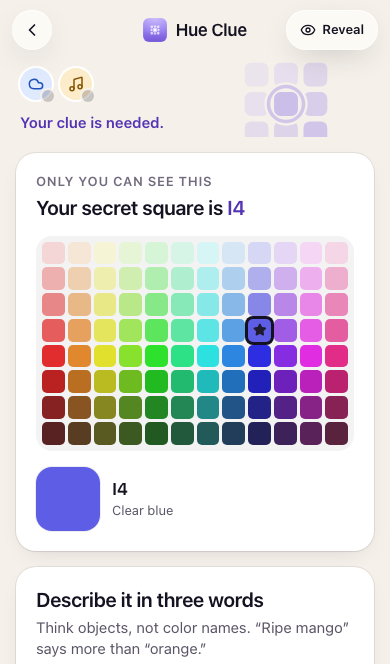 Hue Clue
Reveal
Your clue is needed.
ONLY YOU CAN SEE THIS
Your secret square is I4
I4
Clear blue
Describe it in three words
Think objects, not color names. “Ripe mango”
says more than “orange.”